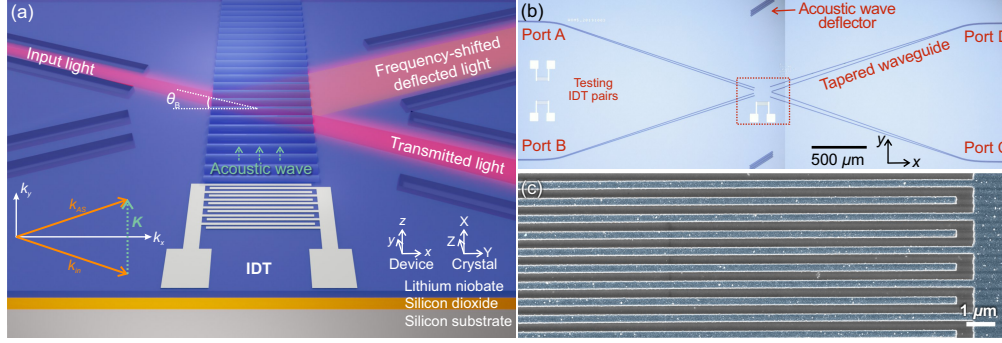 (a)
Input light
θB
Frequency-shifted
deflected light
Transmitted light
Acoustic wave
ky
kAS
K
kx
kin
IDT
z
y
x
Device
X
Z
Y
Crystal
Lithium niobate
Silicon dioxide
Silicon substrate
(b)
Acoustic wave
deflector
Port A
Port D
Testing
IDT pairs
Tapered waveguide
Port B
Port C
500 μm
y
x
(c)
1 μm